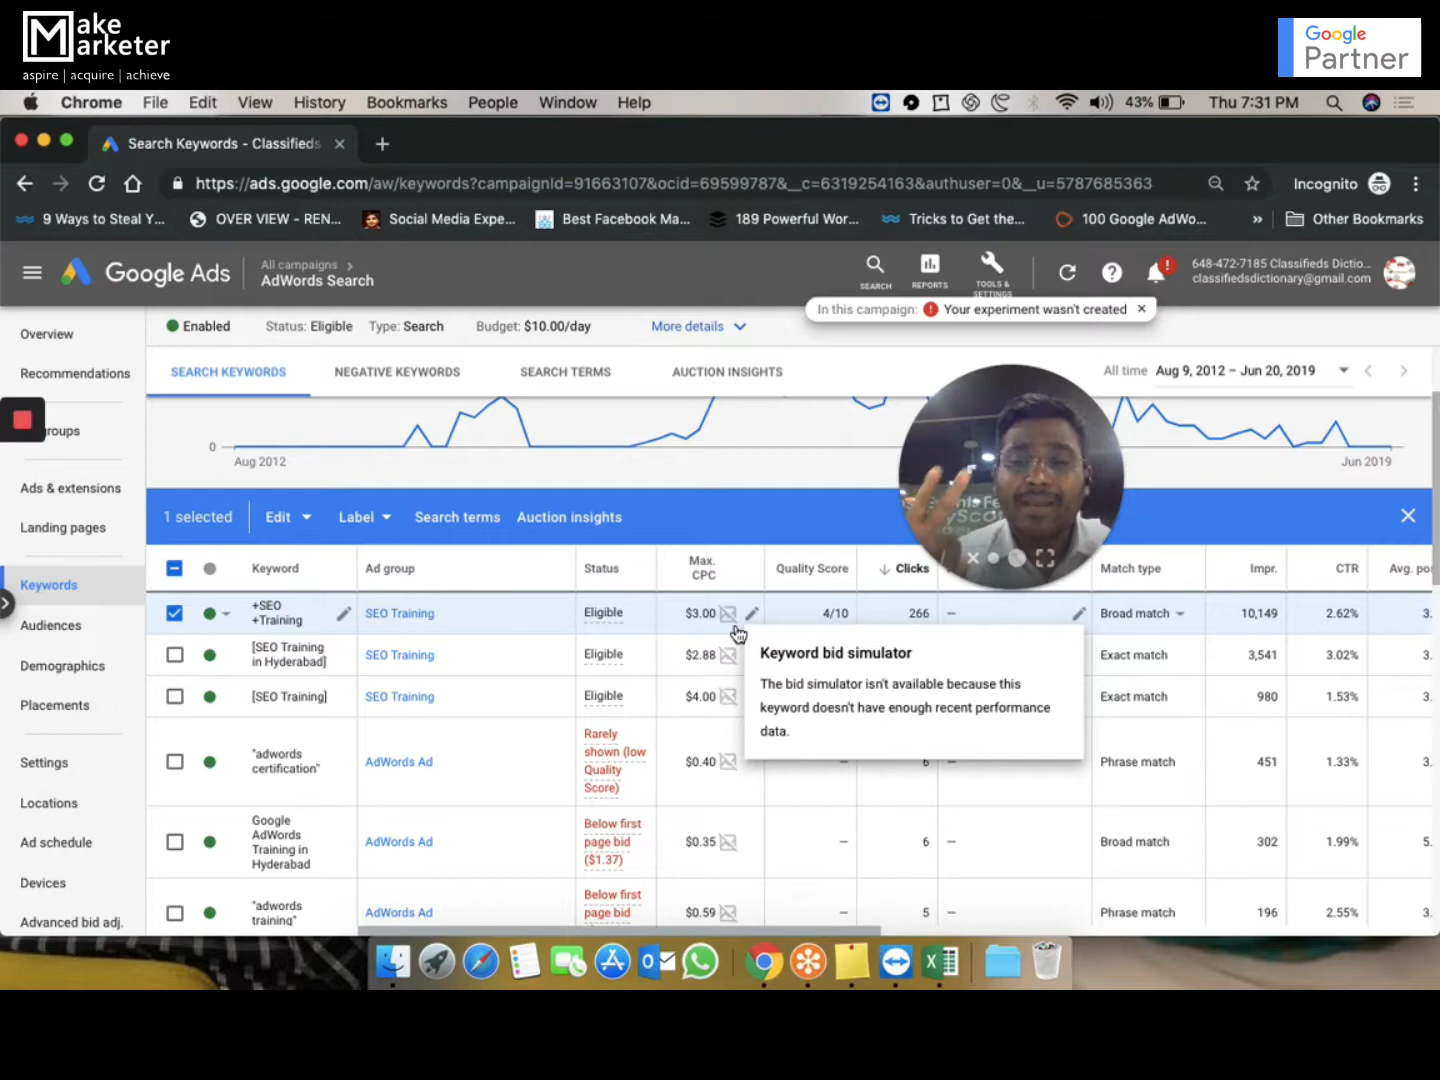 Make
Marketer
aspire | acquire | achieve
Google
Partner
Chrome File Edit View History Bookmarks People Window Help
43% Thu 7:31 PM
Search Keywords - Classifieds
https://ads.google.com/aw/keywords?campaignId=91663107&ocid=69599787&__c=6319254163&authuser=0&__u=5787685363
Incognito
9 Ways to Steal Y... OVER VIEW - REN... Social Media Expe... Best Facebook Ma... 189 Powerful Wor... Tricks to Get the... 100 Google AdWo... » Other Bookmarks
Google Ads
All campaigns >
AdWords Search
SEARCH REPORTS TOOLS & SETTINGS
648-472-7185 Classifieds Dictio...
classifiedsdictionary@gmail.com
In this campaign: Your experiment wasn't created
Overview
Recommendations
groups
Ads & extensions
Landing pages
Keywords
Audiences
Demographics
Placements
Settings
Locations
Ad schedule
Devices
Advanced bid adj.
Enabled Status: Eligible Type: Search Budget: $10.00/day More details
SEARCH KEYWORDS NEGATIVE KEYWORDS SEARCH TERMS AUCTION INSIGHTS
All time Aug 9, 2012 – Jun 20, 2019
0
Aug 2012 Jun 2019
1 selected Edit Label Search terms Auction insights
Keyword Ad group Status Max. CPC Quality Score Clicks Match type Impr. CTR Avg. pos
+SEO +Training SEO Training Eligible $3.00 4/10 266 – Broad match 10,149 2.62% 3.
[SEO Training in Hyderabad] SEO Training Eligible $2.88 Exact match 3,541 3.02% 3.
[SEO Training] SEO Training Eligible $4.00 Exact match 980 1.53% 3.
"adwords certification" AdWords Ad Rarely shown (low Quality Score) $0.40 – 6 – Phrase match 451 1.33% 3.
Google AdWords Training in Hyderabad AdWords Ad Below first page bid ($1.37) $0.35 – 6 – Broad match 302 1.99% 5.
"adwords training" AdWords Ad Below first page bid $0.59 – 5 – Phrase match 196 2.55% 3.
Keyword bid simulator
The bid simulator isn't available because this
keyword doesn't have enough recent performance
data.